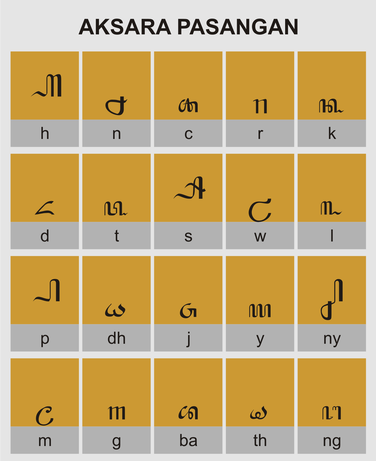 AKSARA PASANGAN
꧀ꦲ ꧀ꦤ ꧀ꦕ ꧀ꦫ ꧀ꦏ
h n c r k
꧀ꦢ ꧀ꦠ ꧀ꦱ ꧀ꦮ ꧀ꦭ
d t s w l
꧀ꦥ ꧀ꦝ ꧀ꦗ ꧀ꦪ ꧀ꦚ
p dh j y ny
꧀ꦩ ꧀ꦒ ꧀ꦧ ꧀ꦛ ꧀ꦔ
m g ba th ng